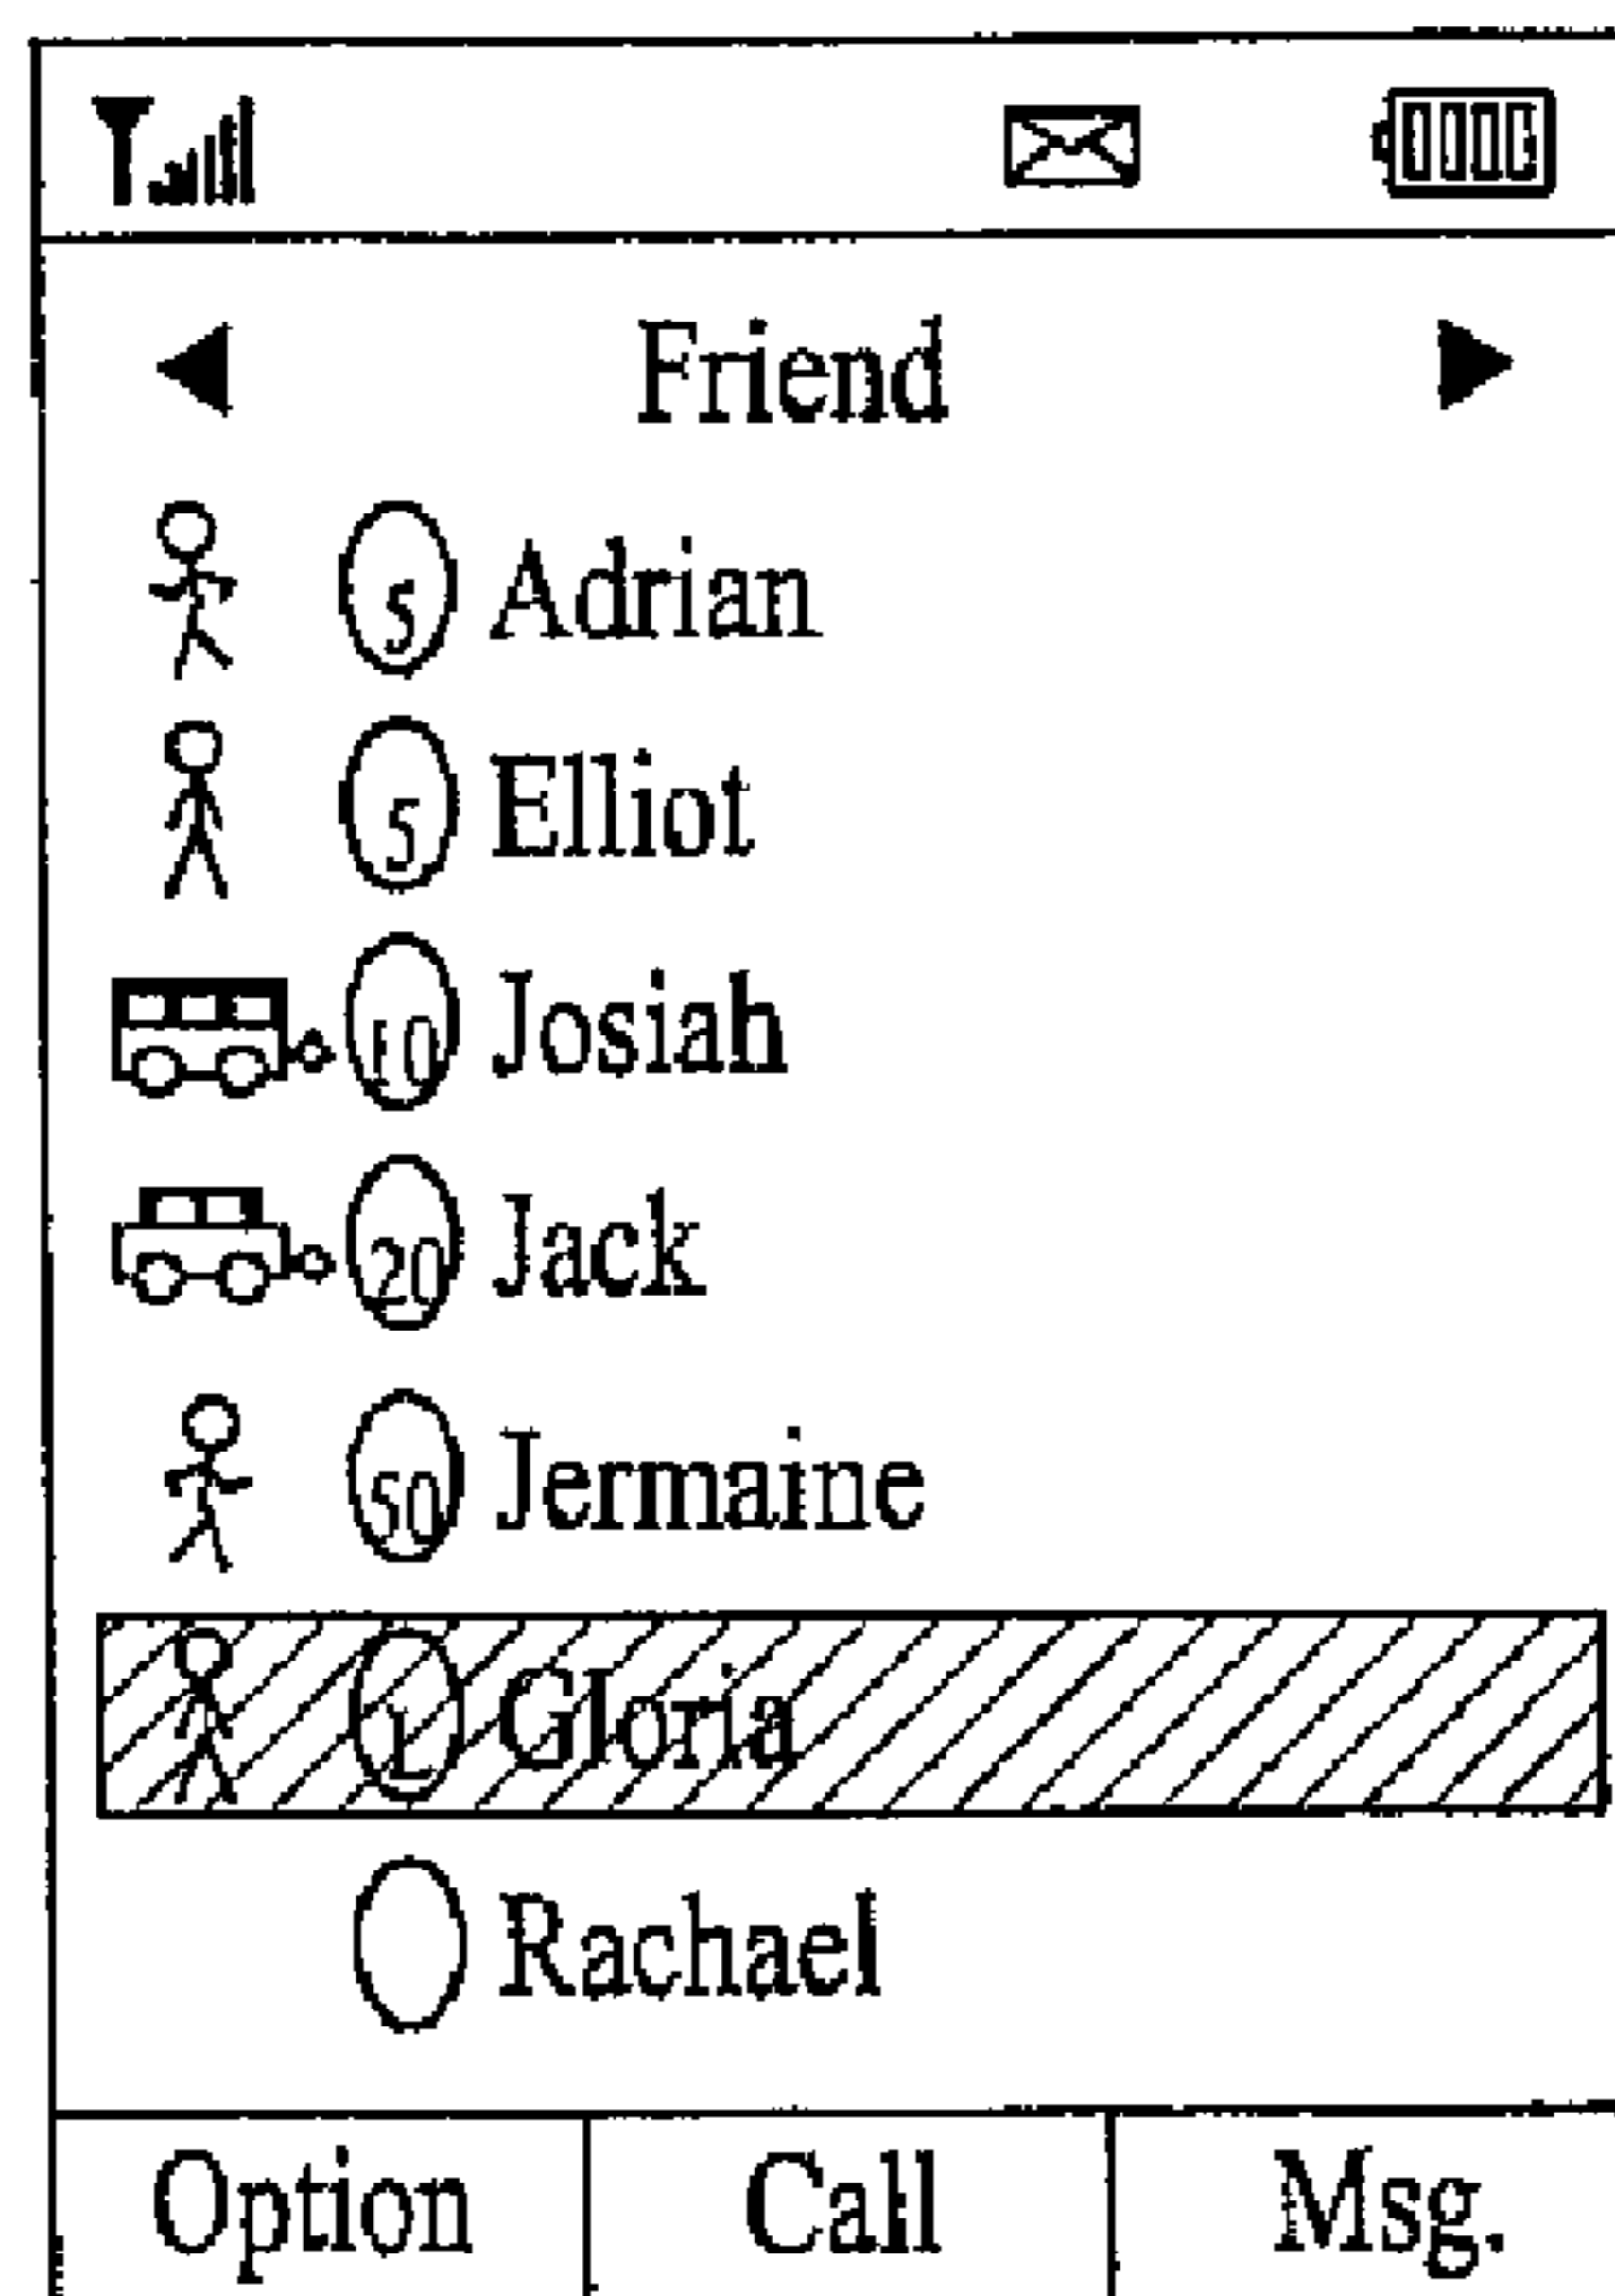 Friend
5 Adrian
5 Elliot
10 Josiah
20 Jack
50 Jermaine
L Gloria
Rachael
Option Call Msg.